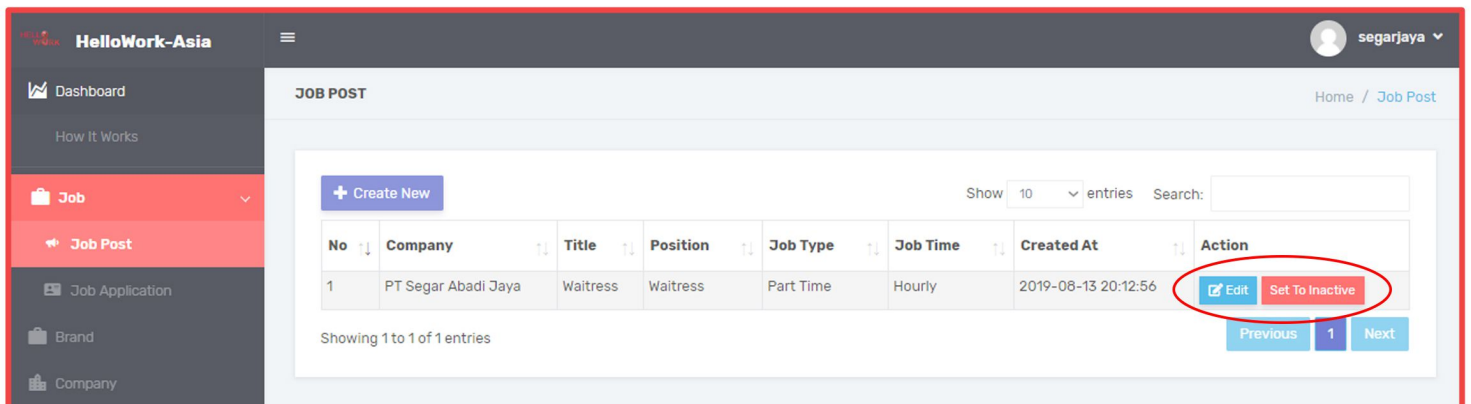 HELLO WORK HelloWork-Asia
segarjaya
Dashboard
How It Works
Job
Job Post
Job Application
Brand
Company
JOB POST
Home / Job Post
Create New
Show 10 entries Search:
No Company Title Position Job Type Job Time Created At Action
1 PT Segar Abadi Jaya Waitress Waitress Part Time Hourly 2019-08-13 20:12:56 Edit Set To Inactive
Showing 1 to 1 of 1 entries
Previous 1 Next